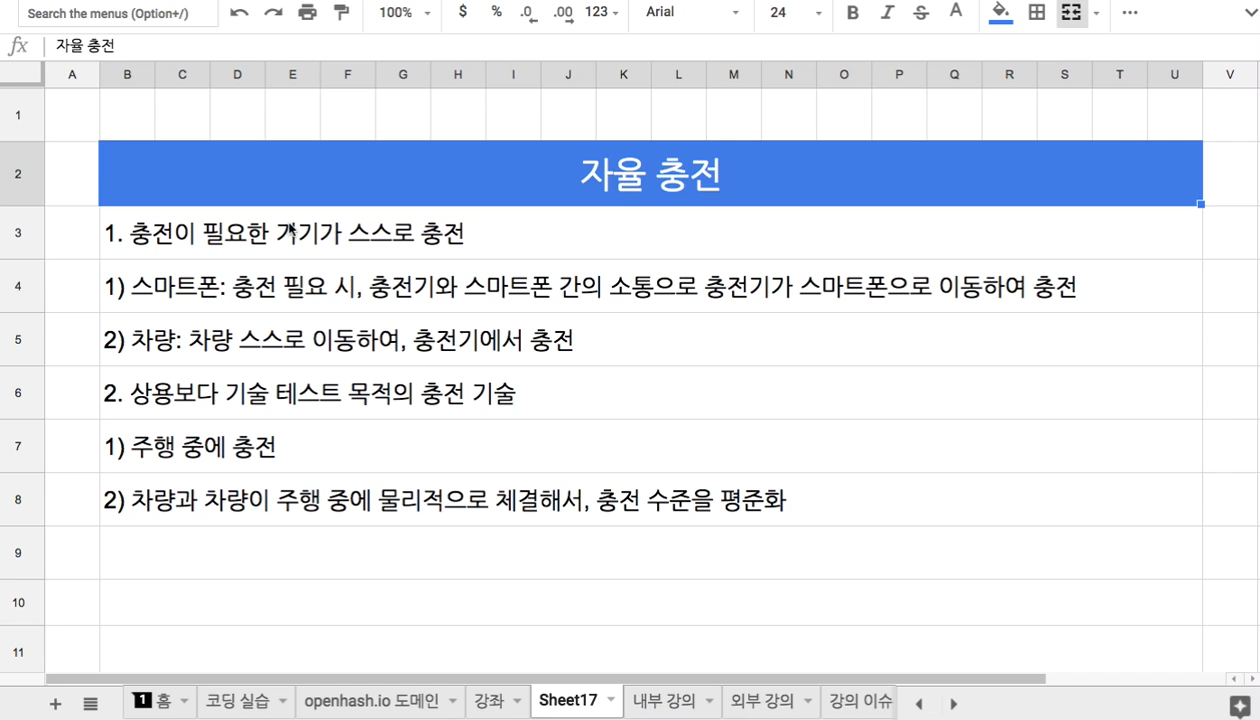 Search the menus (Option+/) 100% $ % .0 .00 123 Arial 24 B I S A
fx 자율 충전
A B C D E F G H I J K L M N O P Q R S T U V
1
2 자율 충전
3 1. 충전이 필요한 기기가 스스로 충전
4 1) 스마트폰: 충전 필요 시, 충전기와 스마트폰 간의 소통으로 충전기가 스마트폰으로 이동하여 충전
5 2) 차량: 차량 스스로 이동하여, 충전기에서 충전
6 2. 상용보다 기술 테스트 목적의 충전 기술
7 1) 주행 중에 충전
8 2) 차량과 차량이 주행 중에 물리적으로 체결해서, 충전 수준을 평준화
9
10
11
1 홈 코딩 실습 openhash.io 도메인 강좌 Sheet17 내부 강의 외부 강의 강의 이슈